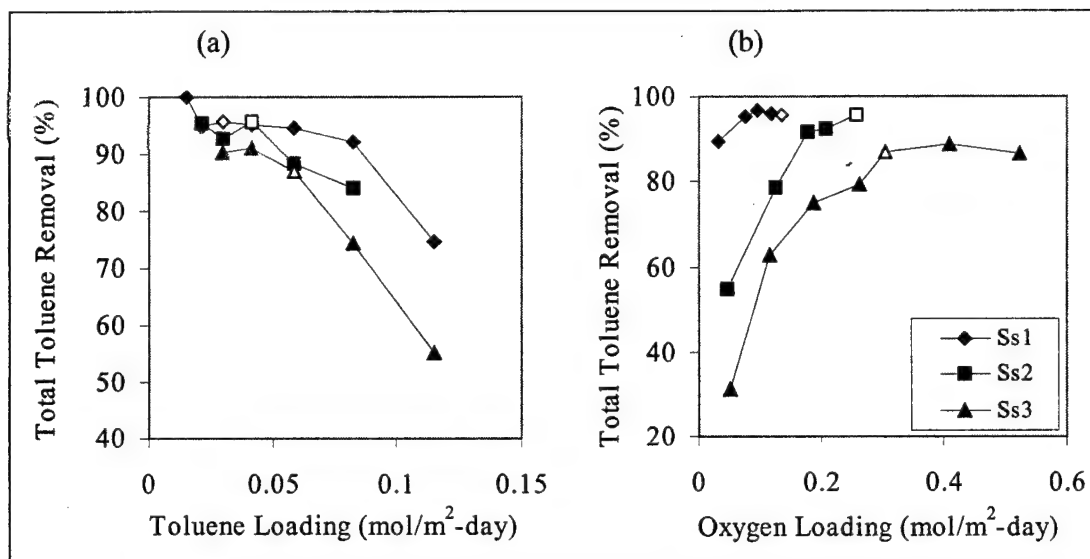 (a)
(b)
Total Toluene Removal (%)
100
90
80
70
60
50
40
0
0.05
0.1
0.15
Toluene Loading (mol/m²-day)
Total Toluene Removal (%)
100
80
60
40
20
0
0.2
0.4
0.6
Oxygen Loading (mol/m²-day)
Ss1
Ss2
Ss3